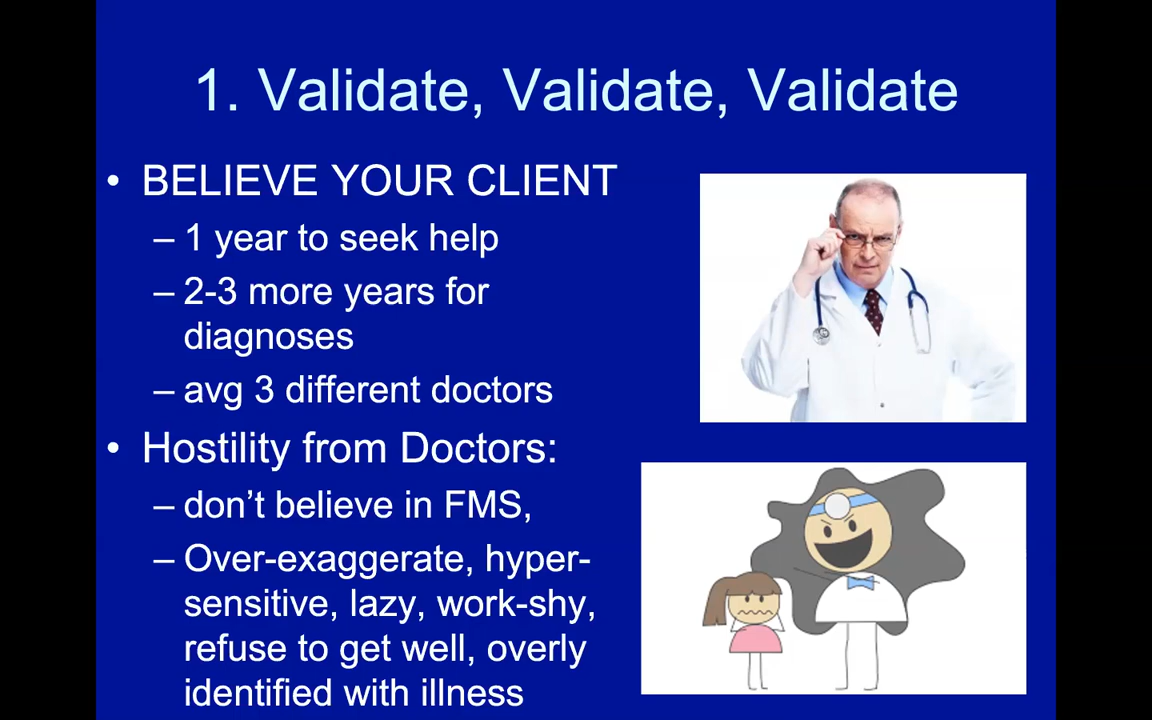 1. Validate, Validate, Validate
• BELIEVE YOUR CLIENT
– 1 year to seek help
– 2-3 more years for
diagnoses
– avg 3 different doctors
• Hostility from Doctors:
– don’t believe in FMS,
– Over-exaggerate, hyper-
sensitive, lazy, work-shy,
refuse to get well, overly
identified with illness